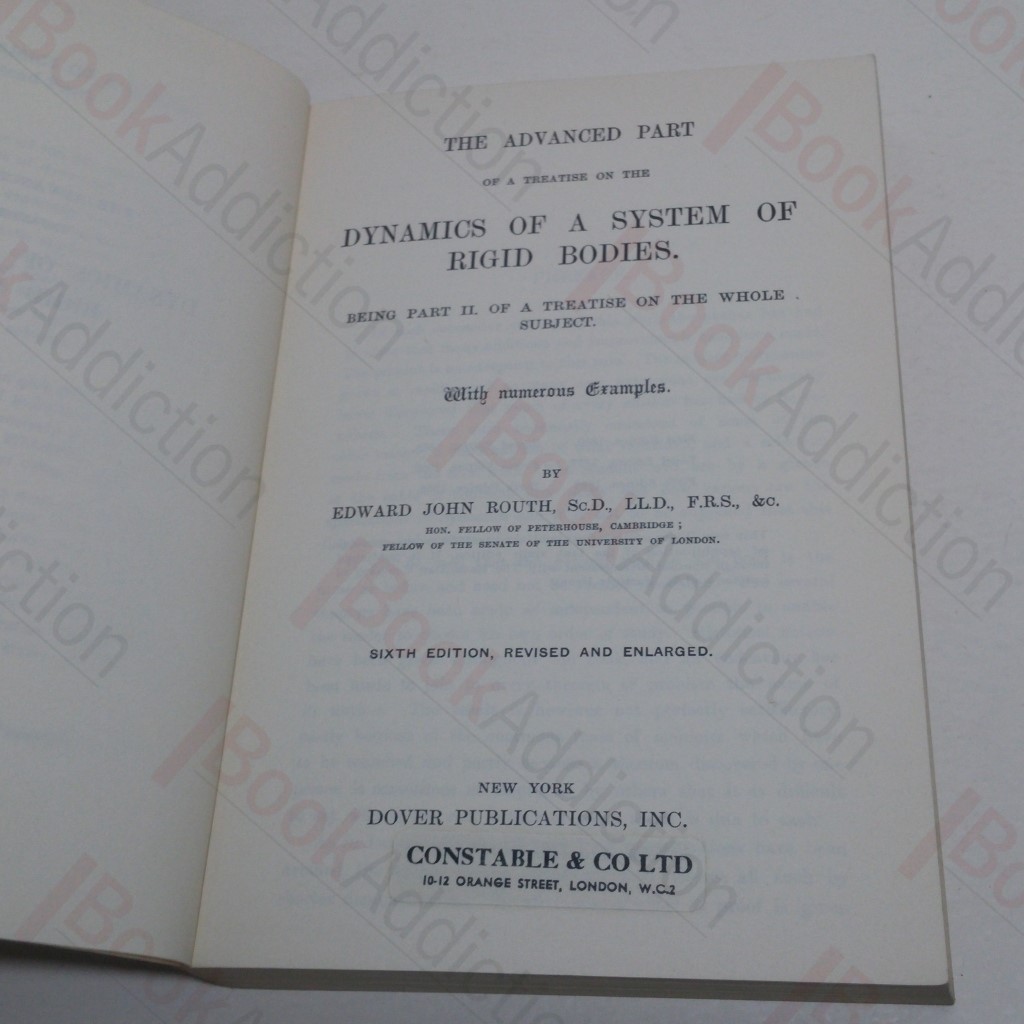 THE ADVANCED PART
OF A TREATISE ON THE
DYNAMICS OF A SYSTEM OF
RIGID BODIES.
BEING PART II. OF A TREATISE ON THE WHOLE
SUBJECT.
With numerous Examples.
BY
EDWARD JOHN ROUTH, Sc.D., LL.D., F.R.S., &c.
HON. FELLOW OF PETERHOUSE, CAMBRIDGE ;
FELLOW OF THE SENATE OF THE UNIVERSITY OF LONDON.
SIXTH EDITION, REVISED AND ENLARGED.
NEW YORK
DOVER PUBLICATIONS, INC.
CONSTABLE & CO LTD
10-12 ORANGE STREET, LONDON, W.C.2
BookAddiction